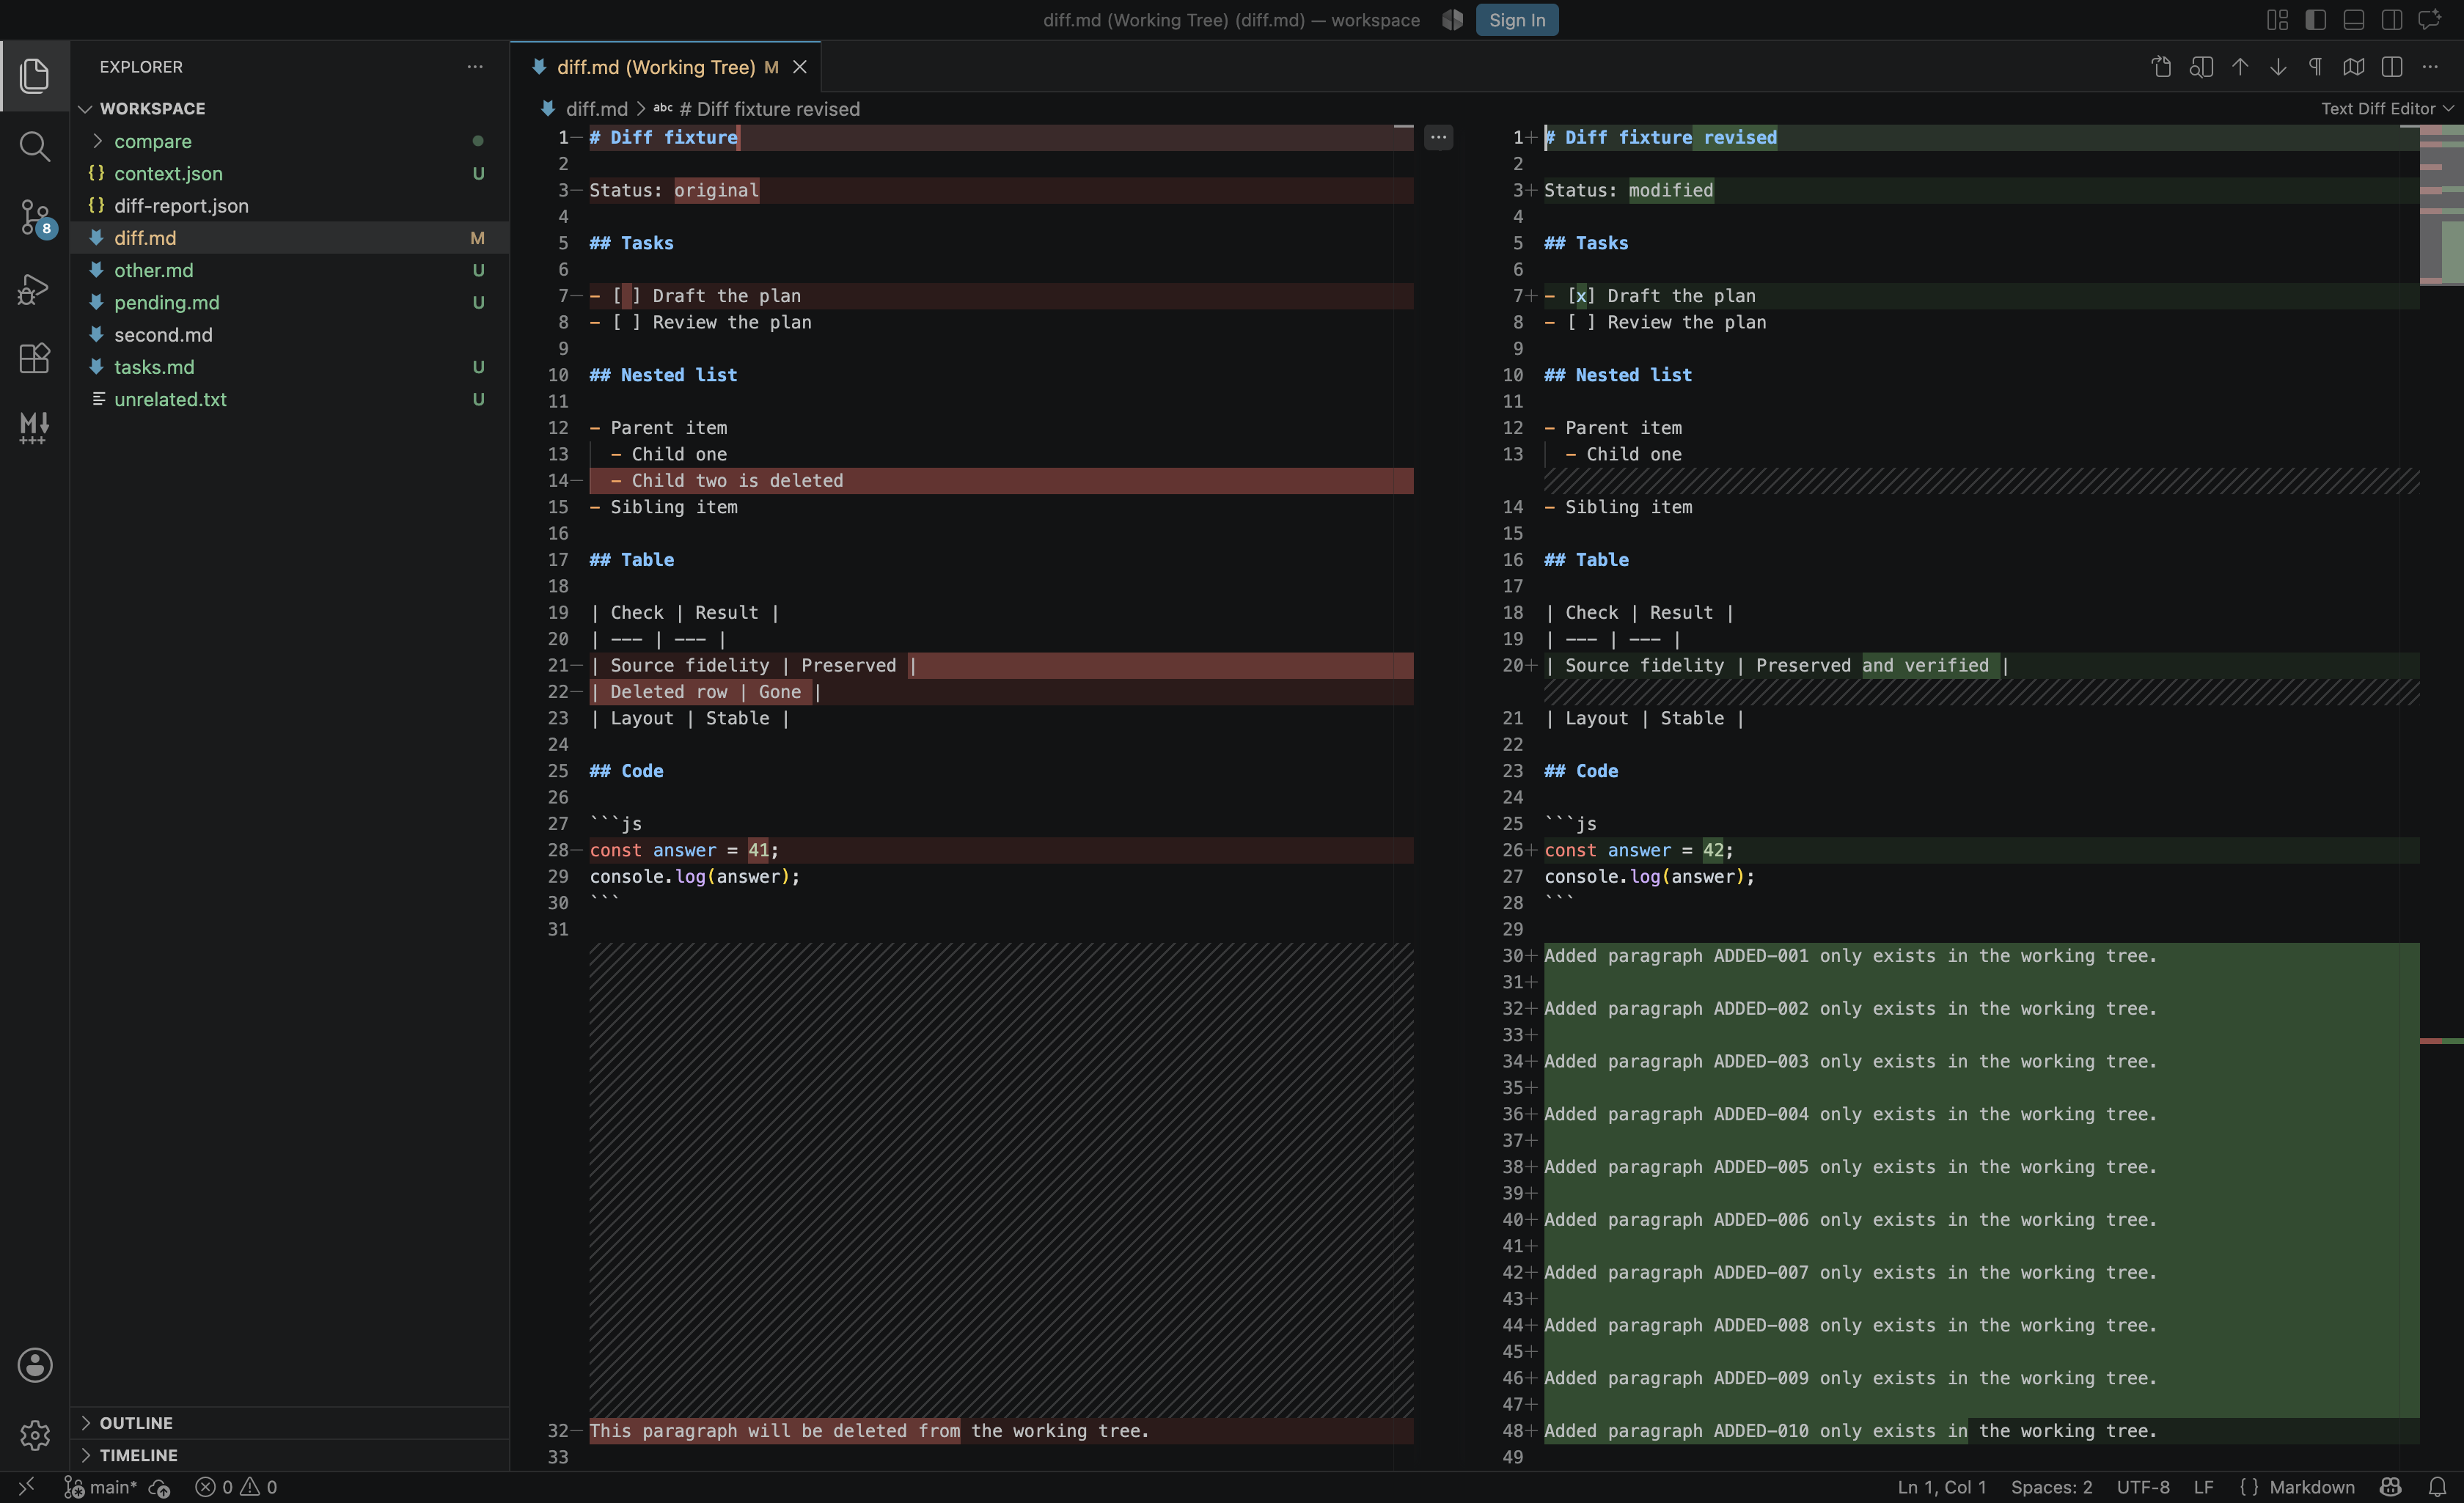 diff.md (Working Tree) (diff.md) — workspace
Sign In
EXPLORER
WORKSPACE
compare
context.json U
diff-report.json
diff.md M
other.md U
pending.md U
second.md
tasks.md U
unrelated.txt U
8
OUTLINE
TIMELINE
diff.md (Working Tree) M
diff.md > abc # Diff fixture revised
Text Diff Editor
1 # Diff fixture
2
3 Status: original
4
5 ## Tasks
6
7 - [ ] Draft the plan
8 - [ ] Review the plan
9
10 ## Nested list
11
12 - Parent item
13   - Child one
14   - Child two is deleted
15 - Sibling item
16
17 ## Table
18
19 | Check | Result |
20 | --- | --- |
21 | Source fidelity | Preserved |
22 | Deleted row | Gone |
23 | Layout | Stable |
24
25 ## Code
26
27 ```js
28 const answer = 41;
29 console.log(answer);
30 ```
31
32 This paragraph will be deleted from the working tree.
33
1+ # Diff fixture revised
2
3+ Status: modified
4
5 ## Tasks
6
7+ - [x] Draft the plan
8 - [ ] Review the plan
9
10 ## Nested list
11
12 - Parent item
13   - Child one
14 - Sibling item
15
16 ## Table
17
18 | Check | Result |
19 | --- | --- |
20+ | Source fidelity | Preserved and verified |
21 | Layout | Stable |
22
23 ## Code
24
25 ```js
26+ const answer = 42;
27 console.log(answer);
28 ```
29
30+ Added paragraph ADDED-001 only exists in the working tree.
31+
32+ Added paragraph ADDED-002 only exists in the working tree.
33+
34+ Added paragraph ADDED-003 only exists in the working tree.
35+
36+ Added paragraph ADDED-004 only exists in the working tree.
37+
38+ Added paragraph ADDED-005 only exists in the working tree.
39+
40+ Added paragraph ADDED-006 only exists in the working tree.
41+
42+ Added paragraph ADDED-007 only exists in the working tree.
43+
44+ Added paragraph ADDED-008 only exists in the working tree.
45+
46+ Added paragraph ADDED-009 only exists in the working tree.
47+
48+ Added paragraph ADDED-010 only exists in the working tree.
49
main* 0 0
Ln 1, Col 1 Spaces: 2 UTF-8 LF { } Markdown